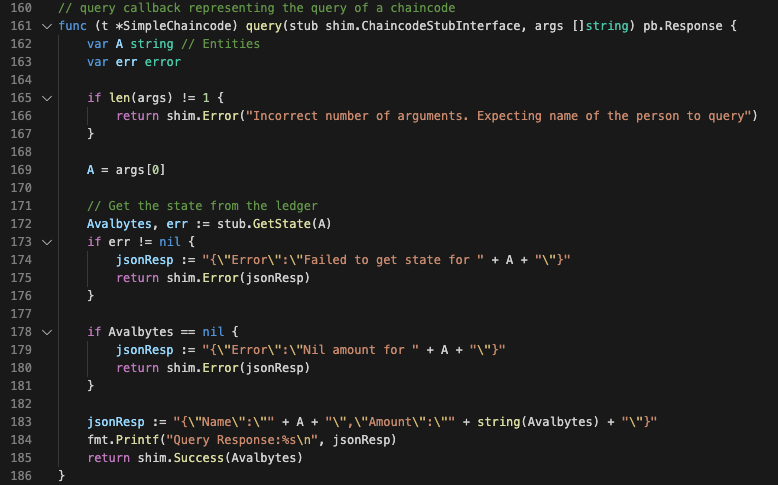 160 // query callback representing the query of a chaincode
161 func (t *SimpleChaincode) query(stub shim.ChaincodeStubInterface, args []string) pb.Response {
162     var A string // Entities
163     var err error
164
165     if len(args) != 1 {
166         return shim.Error("Incorrect number of arguments. Expecting name of the person to query")
167     }
168
169     A = args[0]
170
171     // Get the state from the ledger
172     Avalbytes, err := stub.GetState(A)
173     if err != nil {
174         jsonResp := "{\"Error\":\"Failed to get state for " + A + "\"}"
175         return shim.Error(jsonResp)
176     }
177
178     if Avalbytes == nil {
179         jsonResp := "{\"Error\":\"Nil amount for " + A + "\"}"
180         return shim.Error(jsonResp)
181     }
182
183     jsonResp := "{\"Name\":\"" + A + "\",\"Amount\":\"" + string(Avalbytes) + "\"}"
184     fmt.Printf("Query Response:%s\n", jsonResp)
185     return shim.Success(Avalbytes)
186 }